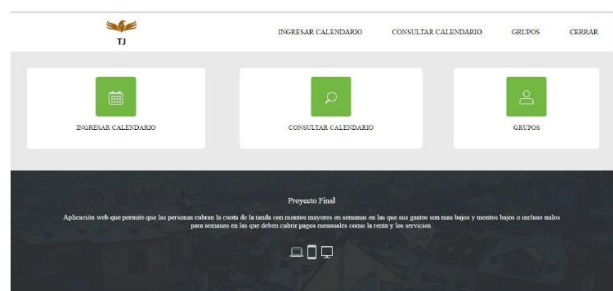 TJ
INGRESAR CALENDARIO CONSULTAR CALENDARIO GRUPOS CERRAR
INGRESAR CALENDARIO CONSULTAR CALENDARIO GRUPOS
Proyecto Final
Aplicación web que permite que las personas cubran la cuota de la tanda con montos mayores en semanas en las que sus gastos son mas bajos y montos bajos o incluso nulos
para semanas en las que deben cubrir pagos mensuales como la renta y los servicios